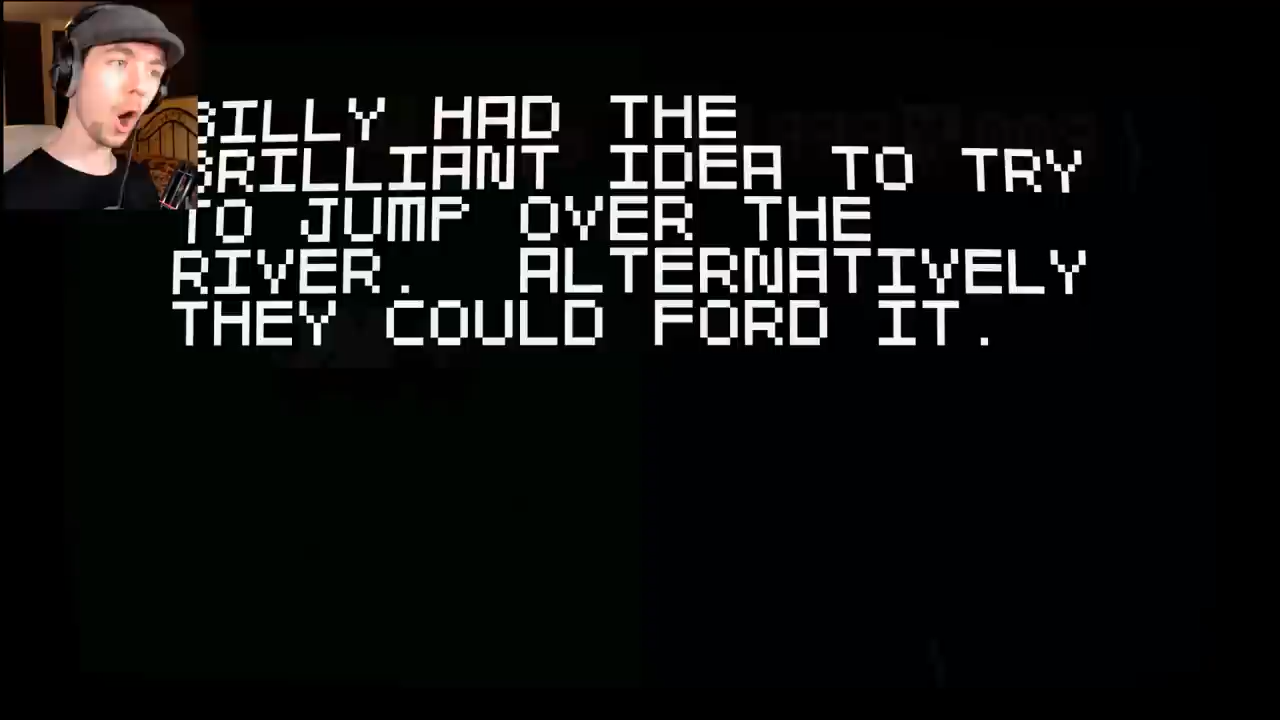 BILLY HAD THE
BRILLIANT IDEA TO TRY
TO JUMP OVER THE
RIVER. ALTERNATIVELY
THEY COULD FORD IT.